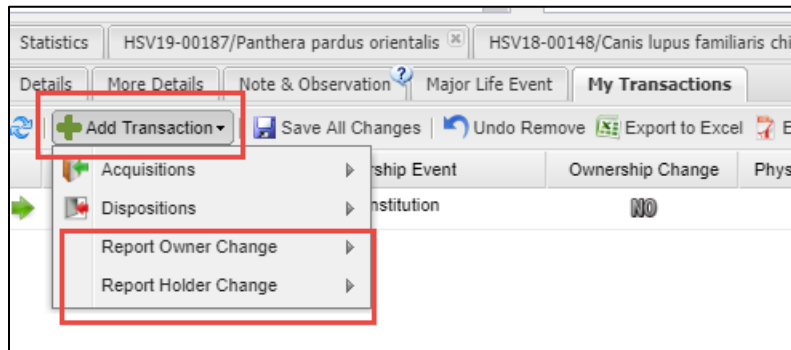 Statistics HSV19-00187/Panthera pardus orientalis HSV18-00148/Canis lupus familiaris chi
Details More Details Note & Observation ? Major Life Event My Transactions
Add Transaction Save All Changes | Undo Remove Export to Excel E
Acquisitions rship Event Ownership Change Phys
Dispositions nstitution NO
Report Owner Change
Report Holder Change